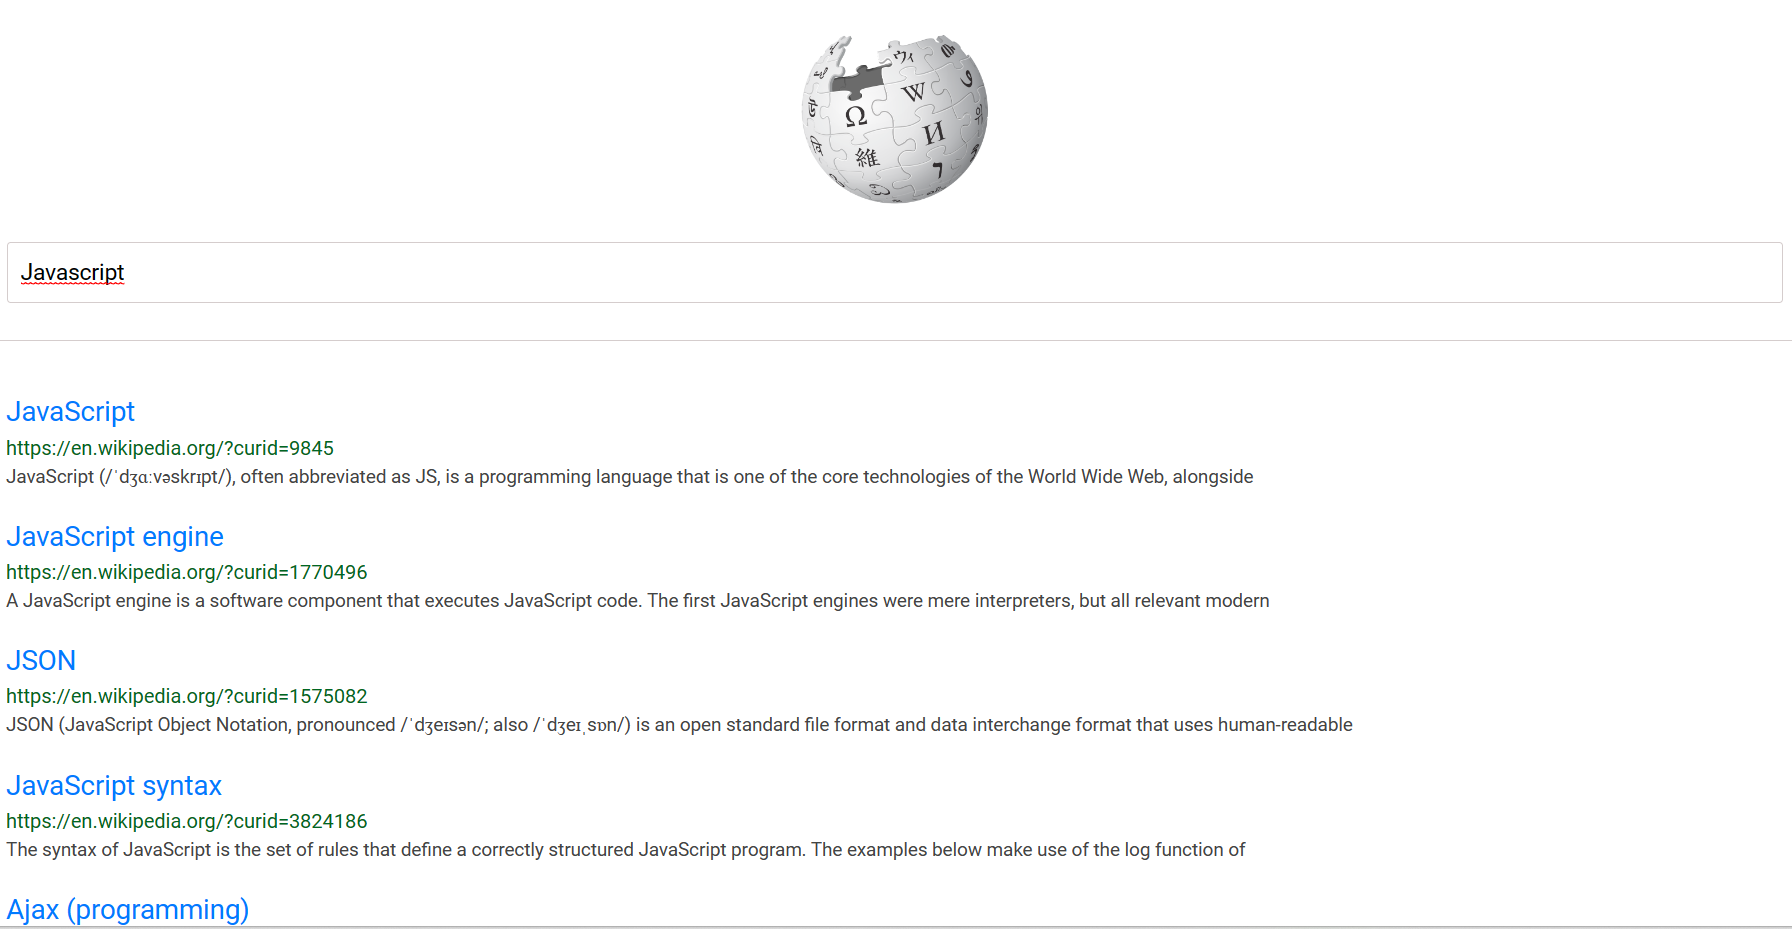 Ω W И 維 ウィ
Javascript
JavaScript
https://en.wikipedia.org/?curid=9845
JavaScript (/ˈdʒɑːvəskrɪpt/), often abbreviated as JS, is a programming language that is one of the core technologies of the World Wide Web, alongside
JavaScript engine
https://en.wikipedia.org/?curid=1770496
A JavaScript engine is a software component that executes JavaScript code. The first JavaScript engines were mere interpreters, but all relevant modern
JSON
https://en.wikipedia.org/?curid=1575082
JSON (JavaScript Object Notation, pronounced /ˈdʒeɪsən/; also /ˈdʒeɪˌsɒn/) is an open standard file format and data interchange format that uses human-readable
JavaScript syntax
https://en.wikipedia.org/?curid=3824186
The syntax of JavaScript is the set of rules that define a correctly structured JavaScript program. The examples below make use of the log function of
Ajax (programming)